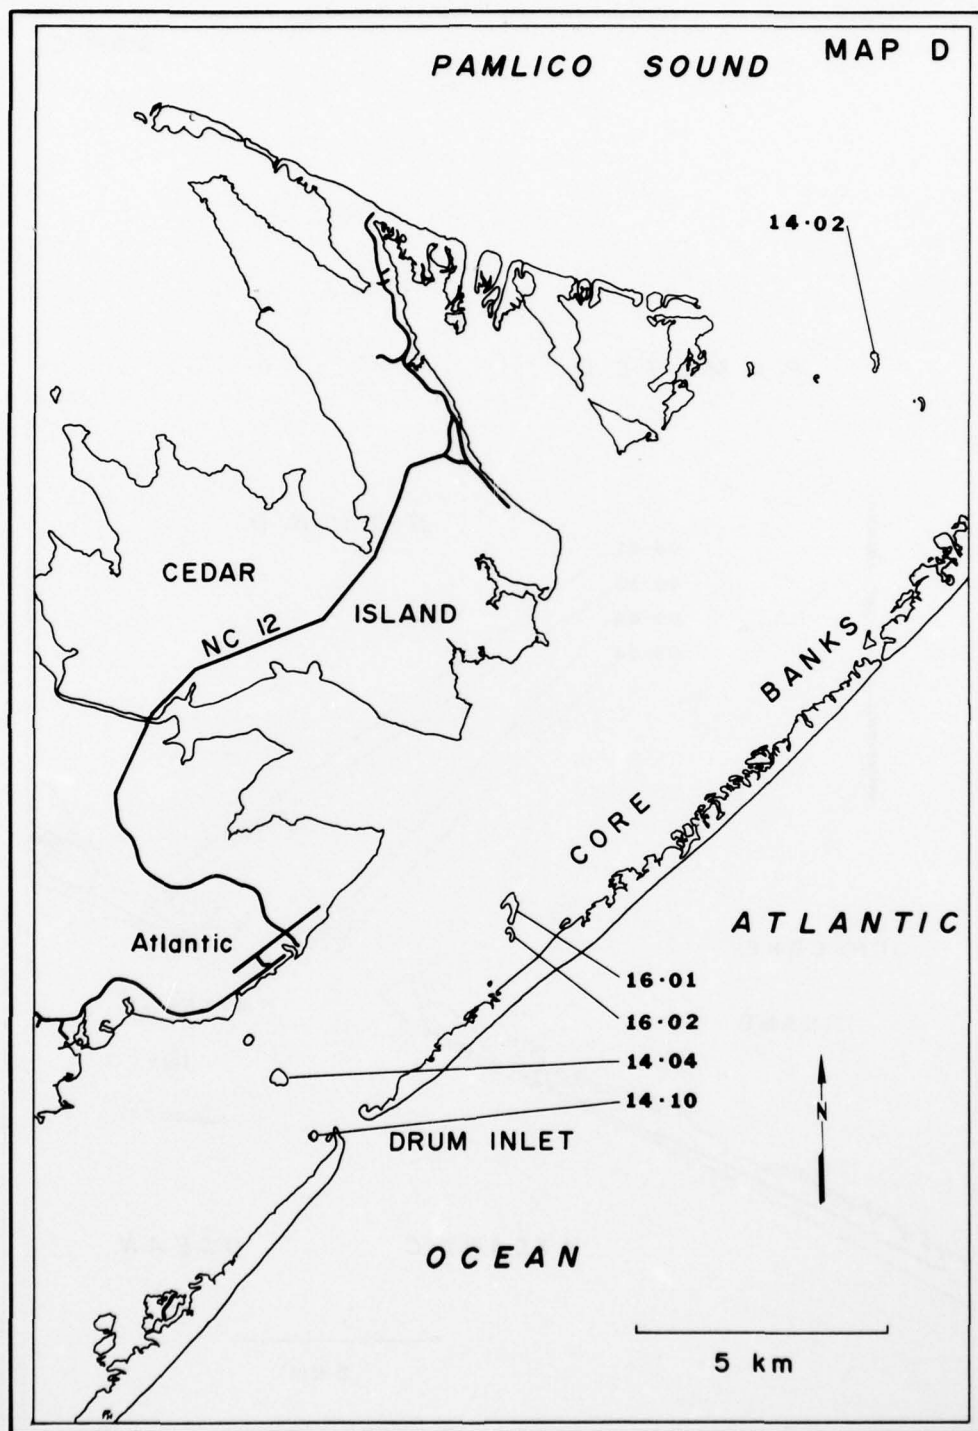 MAP D
PAMLICO SOUND
14·02
CEDAR
ISLAND
NC 12
CORE BANKS
Atlantic
ATLANTIC
16·01
16·02
14·04
14·10
N
DRUM INLET
OCEAN
5 km